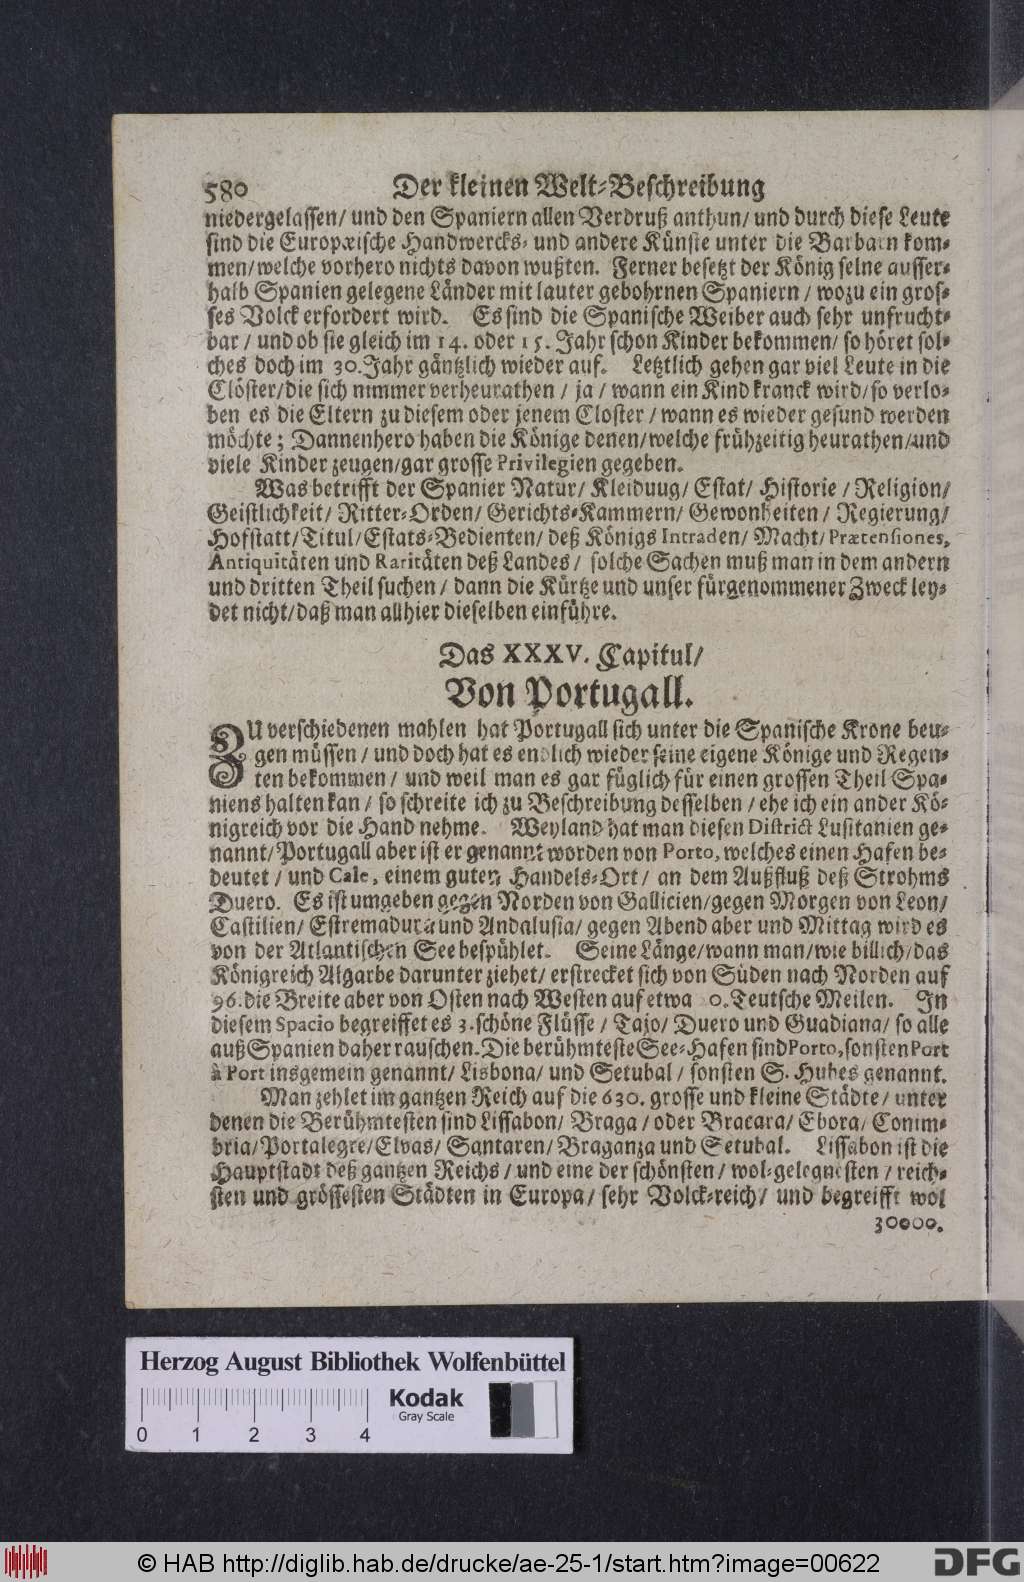 580 Der kleinen Welt-Beschreibung
niedergelassen/ und den Spaniern allen Verdruß anthun/ und durch diese Leute
sind die Europæische Handwercks- und andere Künste unter die Barbarn kom-
men/ welche vorhero nichts davon wußten. Ferner besetzt der König seine ausser-
halb Spanien gelegene Länder mit lauter gebohrnen Spaniern / wozu ein gros-
ses Volck erfordert wird. Es sind die Spanische Weiber auch sehr unfrucht-
bar / und ob sie gleich im 14. oder 15. Jahr schon Kinder bekommen/ so höret sol-
ches doch im 30. Jahr gäntzlich wieder auf. Letztlich gehen gar viel Leute in die
Clöster/ die sich nimmer verheurathen / ja / wann ein Kind kranck wird/ so verlo-
ben es die Eltern zu diesem oder jenem Closter / wann es wieder gesund werden
möchte; Dannenhero haben die Könige denen/ welche frühzeitig heurathen/ und
viele Kinder zeugen/ gar grosse Privilegien gegeben.
Was betrifft der Spanier Natur/ Kleiduug/ Estat/ Historie / Religion/
Geistlichkeit/ Ritter-Orden/ Gerichts-Kammern/ Gewonheiten / Regierung/
Hofstatt/ Titul/ Estats-Bedienten/ deß Königs Intraden/ Macht/ Prætensiones,
Antiquitäten und Raritäten deß Landes / solche Sachen muß man in dem andern
und dritten Theil suchen / dann die Kürtze und unser fürgenommener Zweck ley-
det nicht/ daß man allhier dieselben einführe.
Das XXXV. Capitul/
Von Portugall.
ZU verschiedenen mahlen hat Portugall sich unter die Spanische Krone beu-
gen müssen / und doch hat es endlich wieder seine eigene Könige und Regen-
ten bekommen / und weil man es gar füglich für einen grossen Theil Spa-
niens halten kan / so schreite ich zu Beschreibung desselben / ehe ich ein ander Kö-
nigreich vor die Hand nehme. Weyland hat man diesen District Lusitanien ge-
nannt/ Portugall aber ist er genannt worden von Porto, welches einen Hafen be-
deutet / und Cale, einem guten Handels-Ort / an dem Außfluß deß Strohms
Duero. Es ist umgeben gegen Norden von Gallicien/ gegen Morgen von Leon/
Castilien/ Estremadura und Andalusia/ gegen Abend aber und Mittag wird es
von der Atlantischen See bespühlet. Seine Länge/ wann man/ wie billich/ das
Königreich Algarbe darunter ziehet/ erstrecket sich von Süden nach Norden auf
96. die Breite aber von Osten nach Westen auf etwa 0. Teutsche Meilen. In
diesem Spacio begreiffet es 3. schöne Flüsse / Tajo/ Duero und Guadiana/ so alle
auß Spanien daher rauschen. Die berühmteste See-Hafen sind Porto, sonsten Port
à Port insgemein genannt/ Lisbona/ und Setubal / sonsten S. Hubes genannt.
Man zehlet im gantzen Reich auf die 630. grosse und kleine Städte / unter
denen die Berühmtesten sind Lissabon/ Braga / oder Bracara/ Ebora/ Conim-
bria/ Portalegre/ Elvas/ Santaren/ Braganza und Setubal. Lissabon ist die
Hauptstadt deß gantzen Reichs / und eine der schönsten / wol-gelegnesten / reich-
sten und grössesten Städten in Europa/ sehr Volck-reich/ und begreifft wol
30000.
Herzog August Bibliothek Wolfenbüttel
Kodak
Gray Scale
0 1 2 3 4
© HAB http://diglib.hab.de/drucke/ae-25-1/start.htm?image=00622
DFG